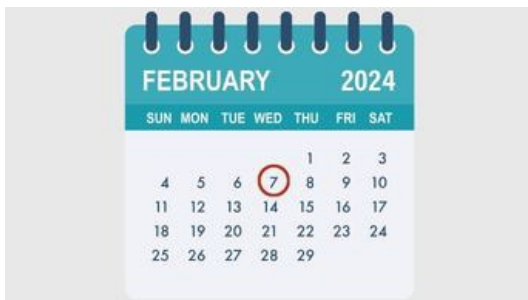 FEBRUARY 2024
SUN MON TUE WED THU FRI SAT
1 2 3
4 5 6 7 8 9 10
11 12 13 14 15 16 17
18 19 20 21 22 23 24
25 26 27 28 29